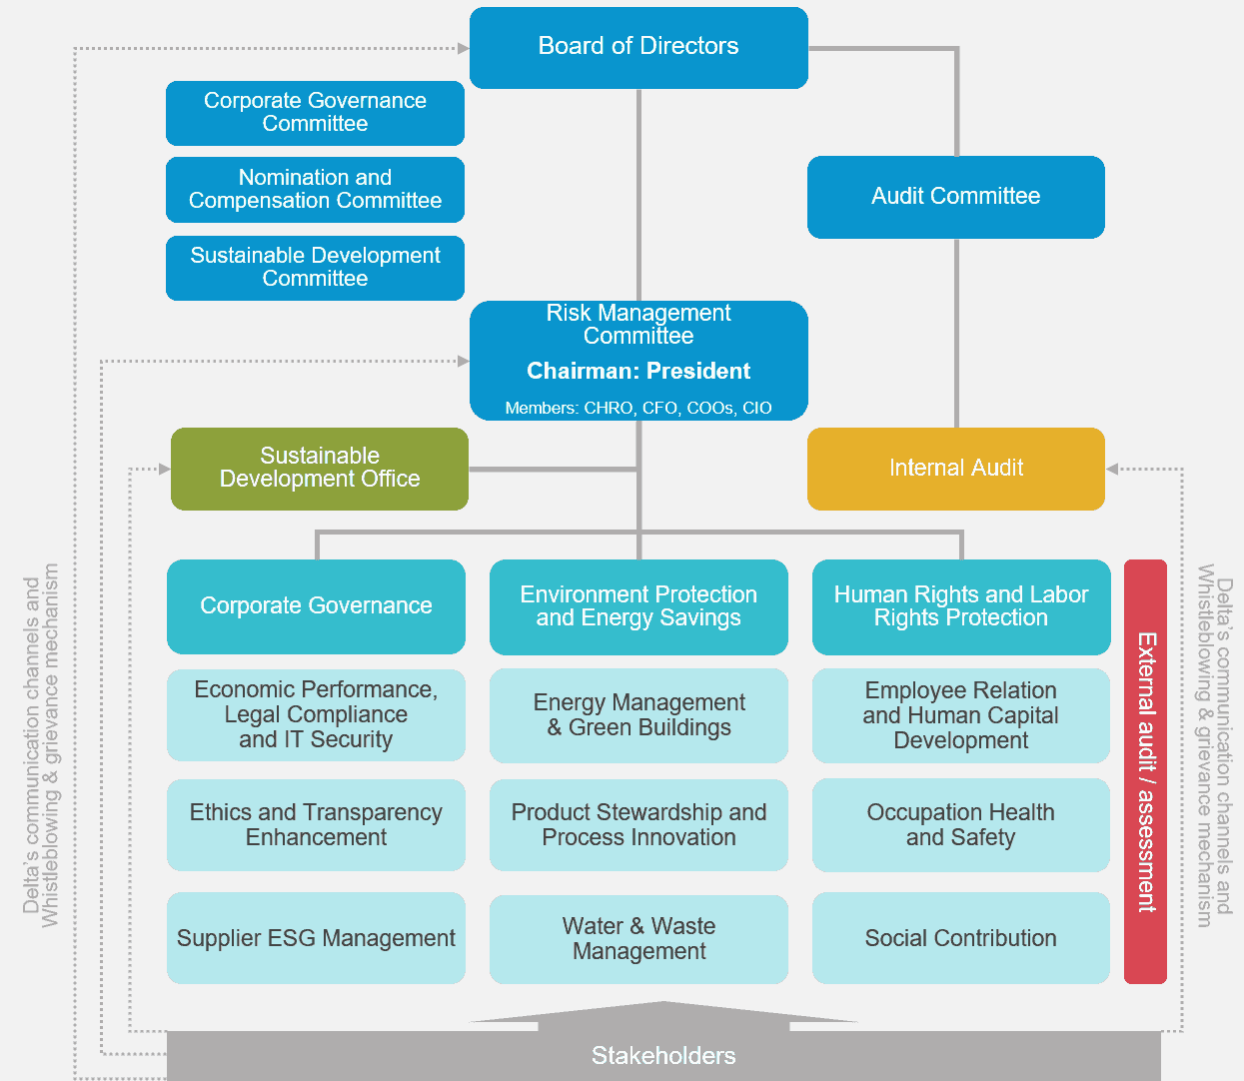 Board of Directors
Corporate Governance
Committee
Nomination and
Compensation Committee
Sustainable Development
Committee
Audit Committee
Risk Management
Committee
Chairman: President
Members: CHRO, CFO, COOs, CIO
Sustainable
Development Office
Internal Audit
Corporate Governance
Environment Protection
and Energy Savings
Human Rights and Labor
Rights Protection
Economic Performance,
Legal Compliance
and IT Security
Energy Management
& Green Buildings
Employee Relation
and Human Capital
Development
Ethics and Transparency
Enhancement
Product Stewardship and
Process Innovation
Occupation Health
and Safety
Supplier ESG Management
Water & Waste
Management
Social Contribution
External audit / assessment
Delta's communication channels and
Whistleblowing & grievance mechanism
Delta's communication channels and
Whistleblowing & grievance mechanism
Stakeholders